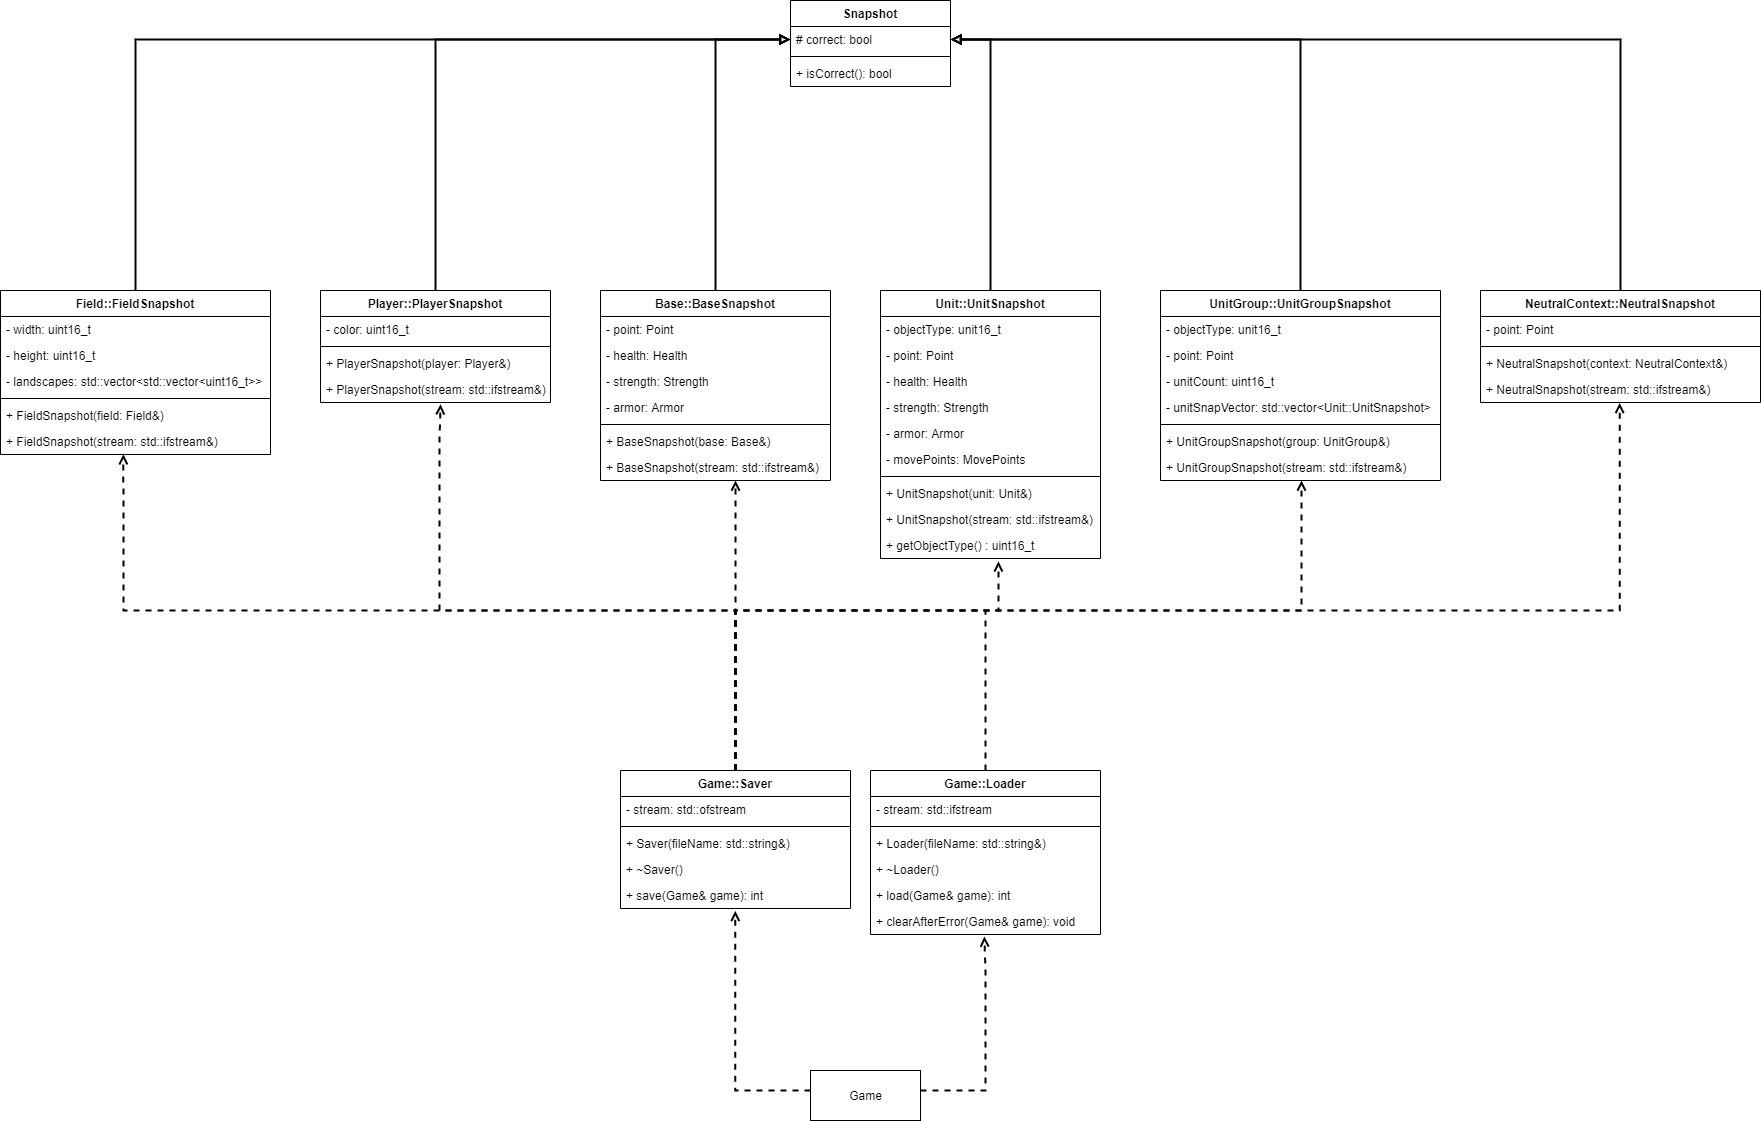 Snapshot
# correct: bool
+ isCorrect(): bool
Field::FieldSnapshot
- width: uint16_t
- height: uint16_t
- landscapes: std::vector<std::vector<uint16_t>>
+ FieldSnapshot(field: Field&)
+ FieldSnapshot(stream: std::ifstream&)
Player::PlayerSnapshot
- color: uint16_t
+ PlayerSnapshot(player: Player&)
+ PlayerSnapshot(stream: std::ifstream&)
Base::BaseSnapshot
- point: Point
- health: Health
- strength: Strength
- armor: Armor
+ BaseSnapshot(base: Base&)
+ BaseSnapshot(stream: std::ifstream&)
Unit::UnitSnapshot
- objectType: unit16_t
- point: Point
- health: Health
- strength: Strength
- armor: Armor
- movePoints: MovePoints
+ UnitSnapshot(unit: Unit&)
+ UnitSnapshot(stream: std::ifstream&)
+ getObjectType() : uint16_t
UnitGroup::UnitGroupSnapshot
- objectType: unit16_t
- point: Point
- unitCount: uint16_t
- unitSnapVector: std::vector<Unit::UnitSnapshot>
+ UnitGroupSnapshot(group: UnitGroup&)
+ UnitGroupSnapshot(stream: std::ifstream&)
NeutralContext::NeutralSnapshot
- point: Point
+ NeutralSnapshot(context: NeutralContext&)
+ NeutralSnapshot(stream: std::ifstream&)
Game::Saver
- stream: std::ofstream
+ Saver(fileName: std::string&)
+ ~Saver()
+ save(Game& game): int
Game::Loader
- stream: std::ifstream
+ Loader(fileName: std::string&)
+ ~Loader()
+ load(Game& game): int
+ clearAfterError(Game& game): void
Game